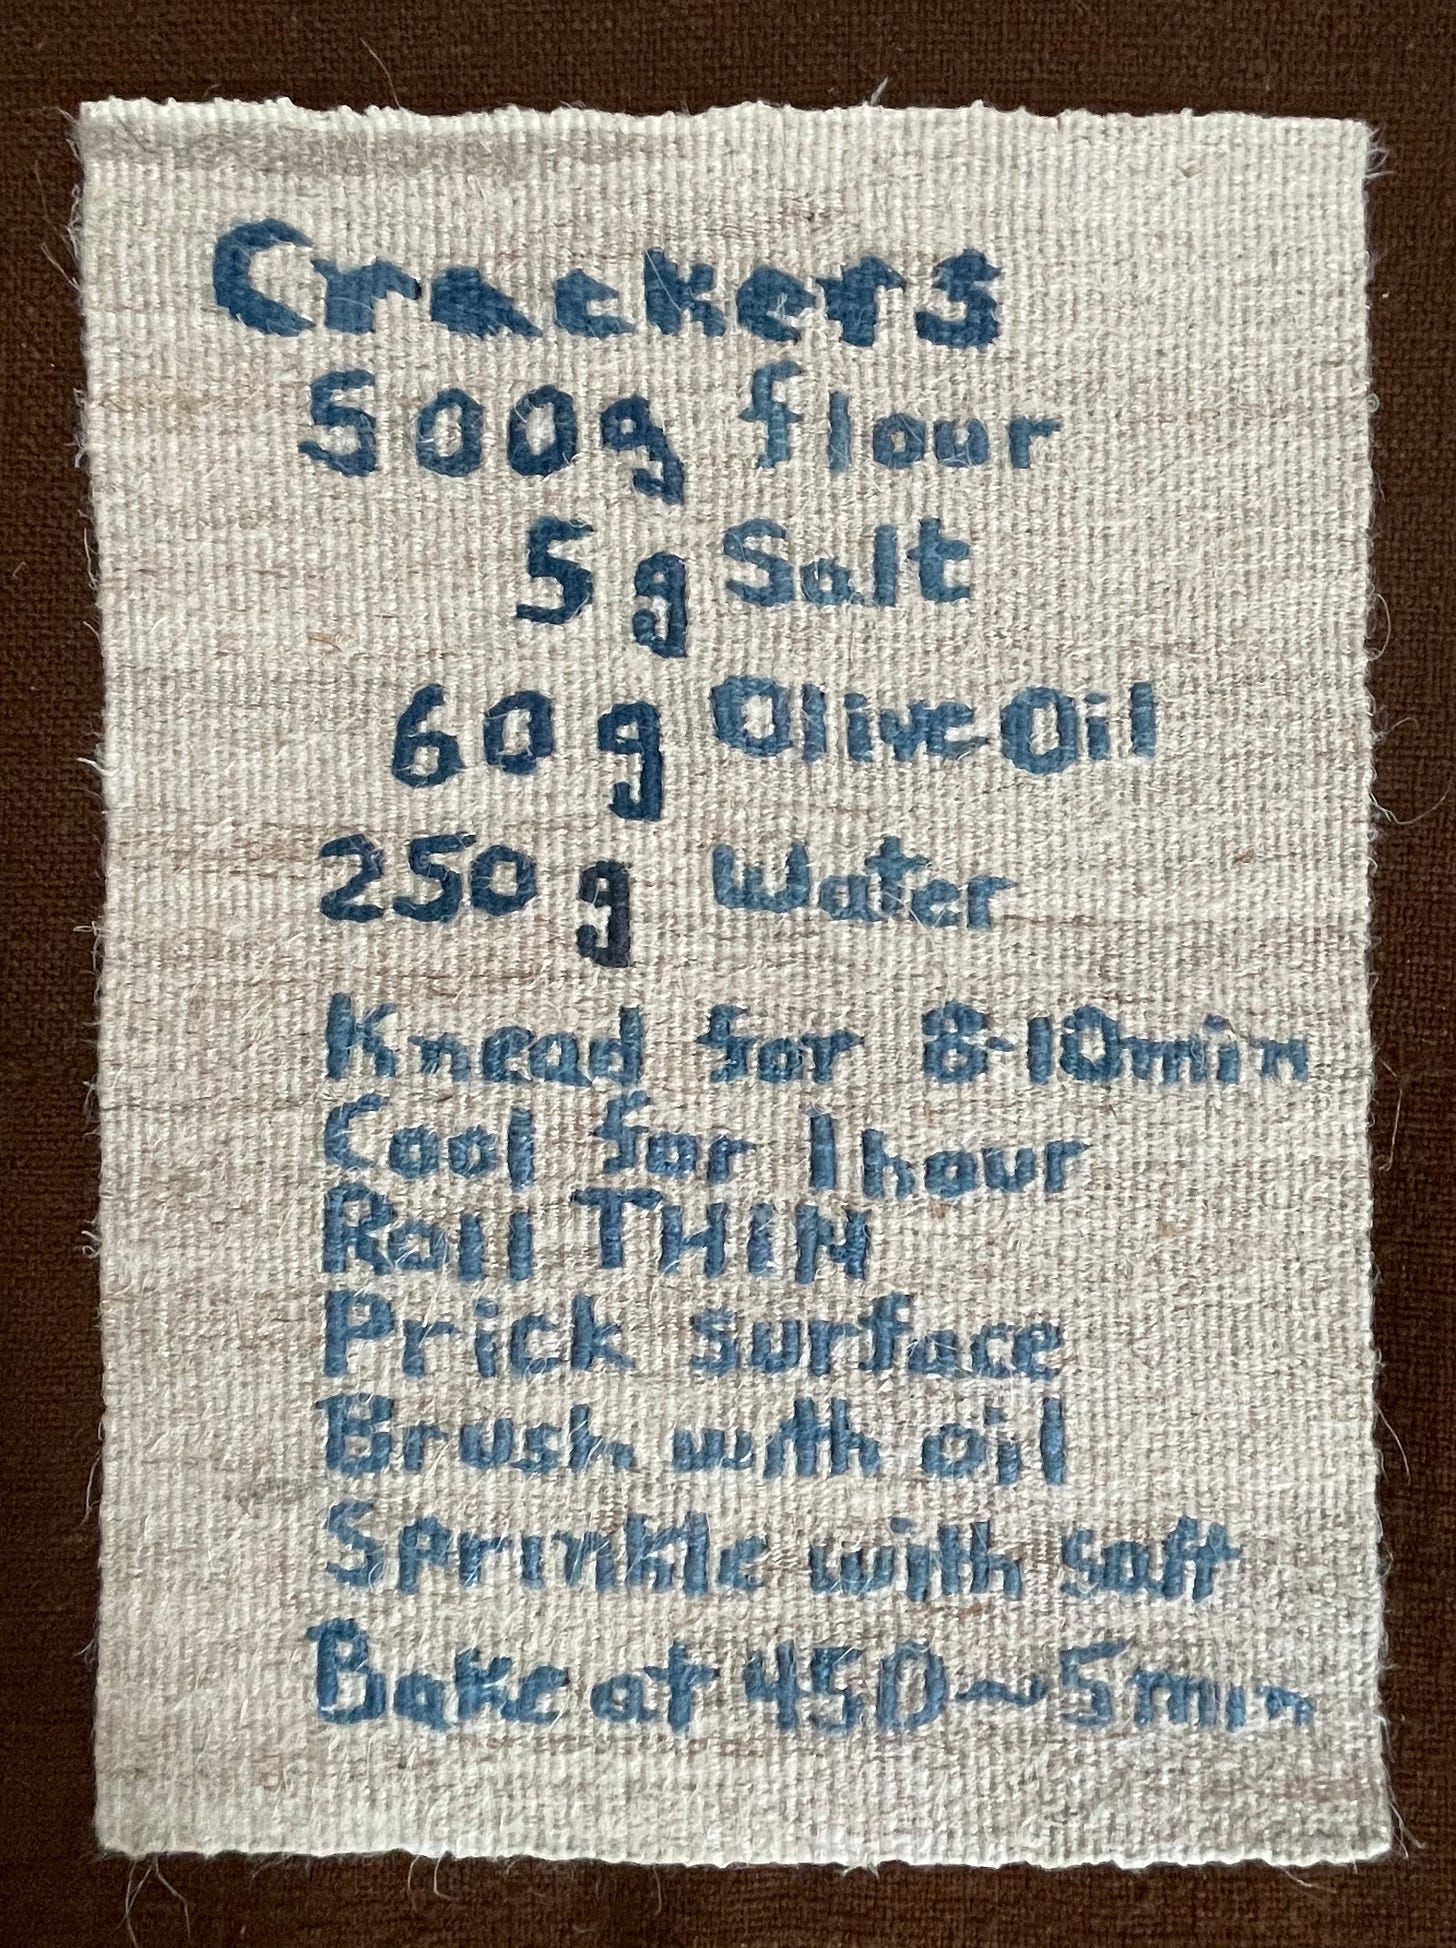 Crackers
500g flour
5g Salt
60g Olive Oil
250g Water
Knead for 8-10min
Cool for 1hour
Roll THIN
Prick surface
Brush with oil
Sprinkle with salt
Bake at 450~5min